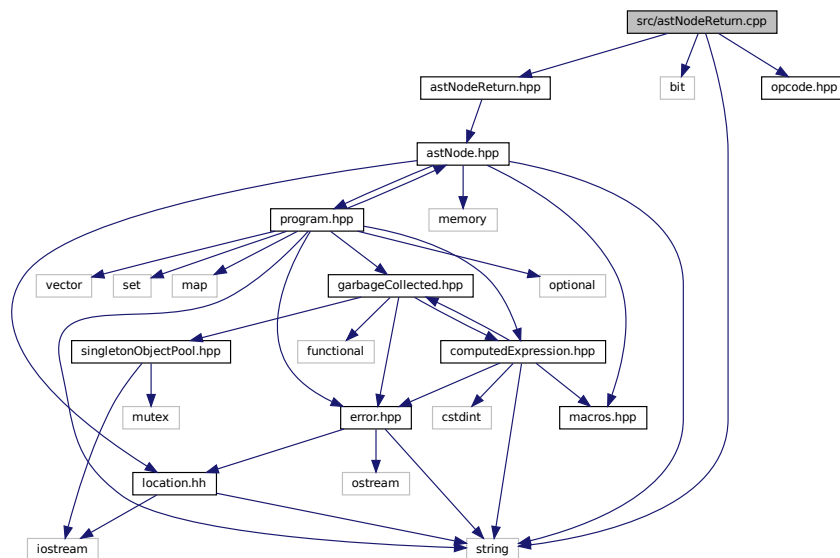 src/astNodeReturn.cpp
astNodeReturn.hpp
bit
opcode.hpp
astNode.hpp
program.hpp
memory
vector
set
map
garbageCollected.hpp
optional
singletonObjectPool.hpp
functional
computedExpression.hpp
mutex
error.hpp
cstdint
macros.hpp
location.hh
ostream
iostream
string